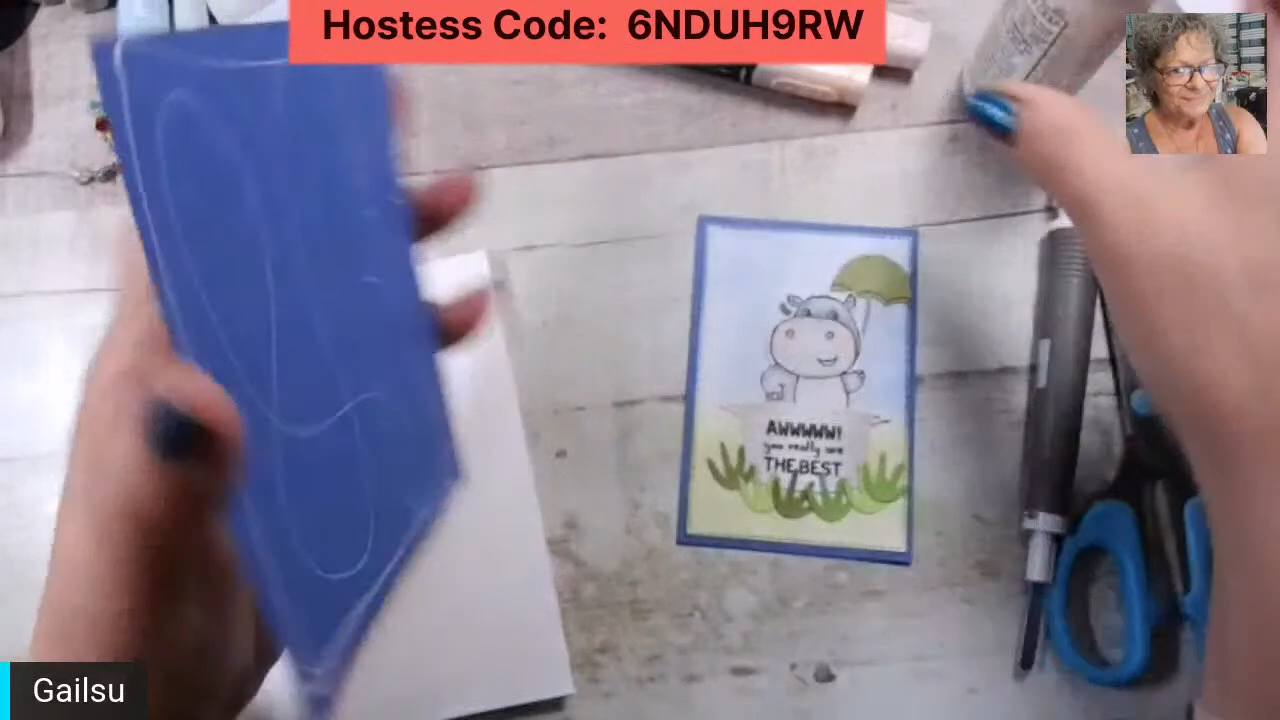 Hostess Code: 6NDUH9RW
AWWWWW!
you really are
THE BEST
Gailsu